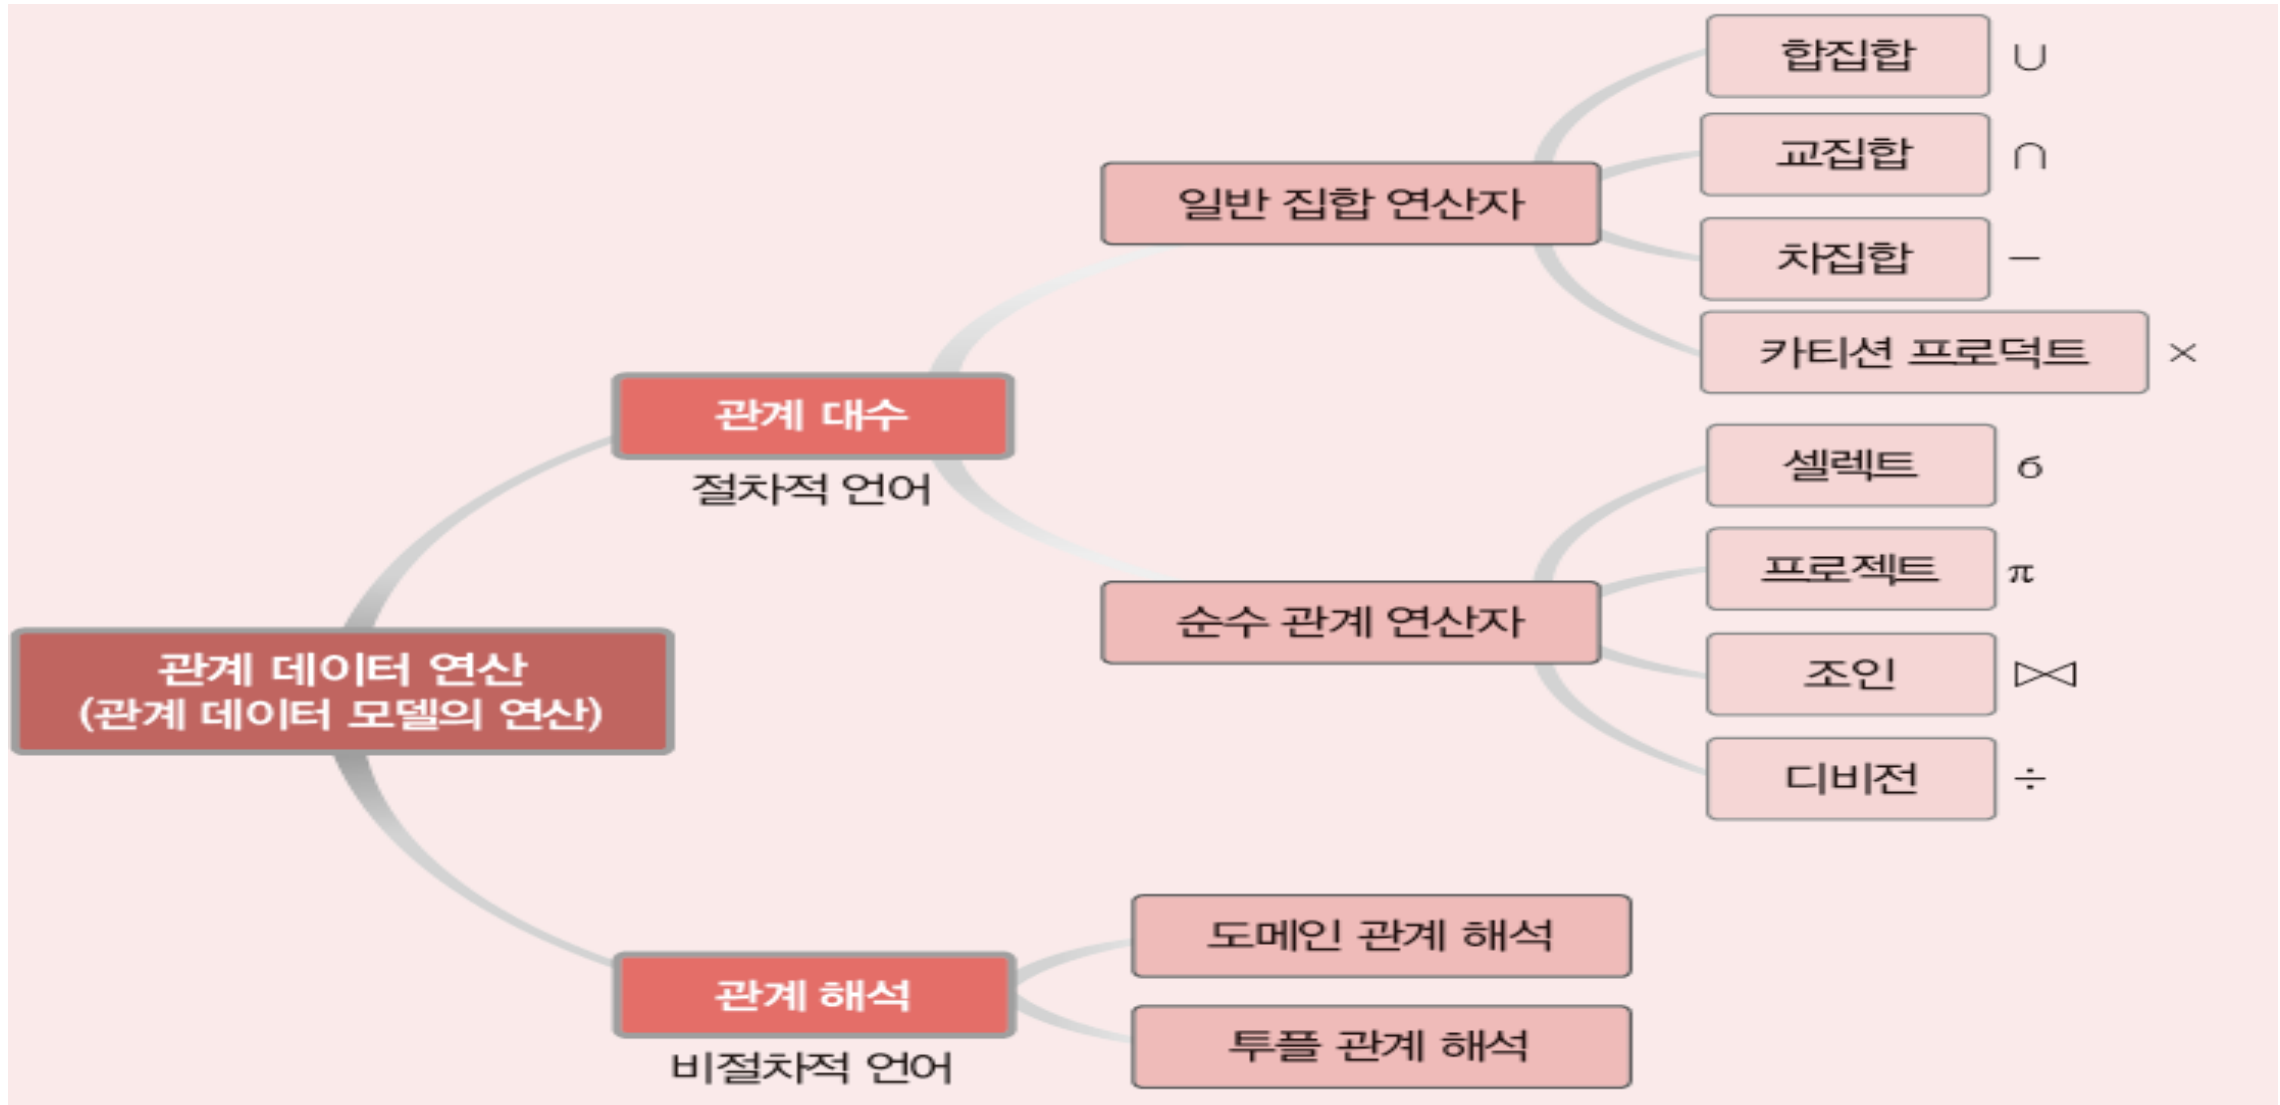 합집합 ∪
교집합 ∩
일반 집합 연산자
차집합 −
카티션 프로덕트 ×
관계 대수
절차적 언어
셀렉트 σ
프로젝트 π
순수 관계 연산자
조인 ⋈
디비전 ÷
관계 데이터 연산
(관계 데이터 모델의 연산)
도메인 관계 해석
관계 해석
비절차적 언어
투플 관계 해석